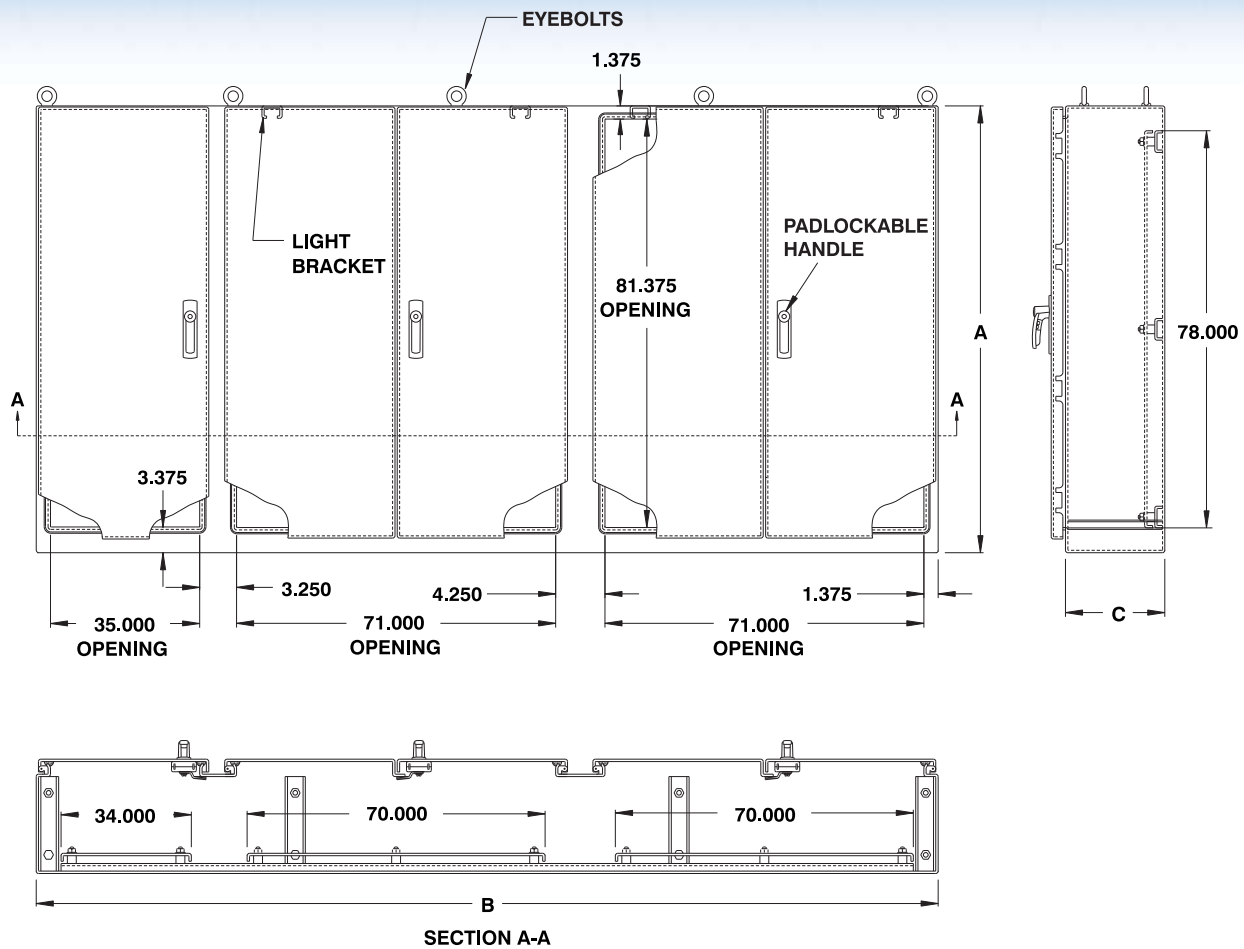 EYEBOLTS
1.375
LIGHT
BRACKET
PADLOCKABLE
HANDLE
81.375
OPENING
A
78.000
A
A
3.375
3.250
4.250
1.375
35.000
OPENING
71.000
OPENING
71.000
OPENING
C
34.000
70.000
70.000
B
SECTION A-A